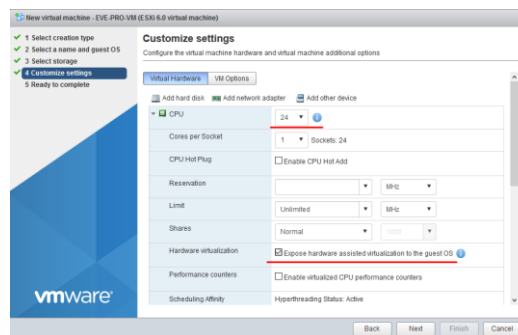 New virtual machine - EVE-PRO-VM (ESXi 6.0 virtual machine)
1 Select creation type
2 Select a name and guest OS
3 Select storage
4 Customize settings
5 Ready to complete
Customize settings
Configure the virtual machine hardware and virtual machine additional options
Virtual Hardware VM Options
Add hard disk Add network adapter Add other device
CPU 24
Cores per Socket 1 Sockets: 24
CPU Hot Plug Enable CPU Hot Add
Reservation MHz
Limit Unlimited MHz
Shares Normal
Hardware virtualization Expose hardware assisted virtualization to the guest OS
Performance counters Enable virtualized CPU performance counters
Scheduling Affinity Hyperthreading Status: Active
vmware
Back Next Finish Cancel